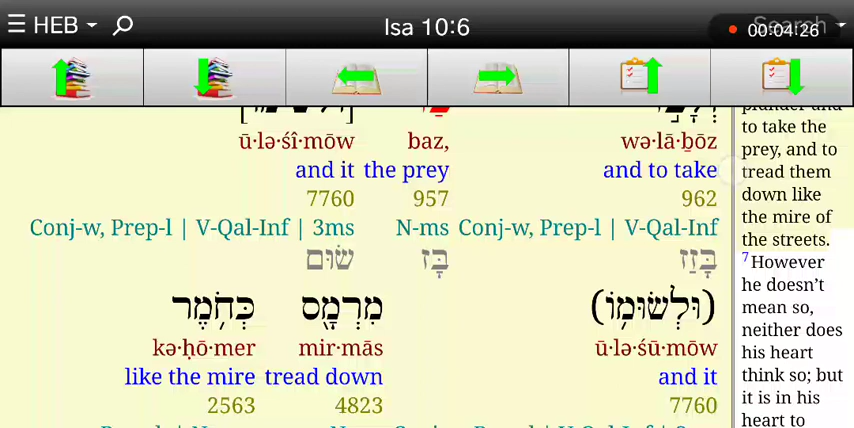 ☰ HEB
Isa 10:6
00:04:26
ū·lə·śî·mōw baz, wə·lā·ḇōz
and it the prey and to take
7760 957 962
Conj-w, Prep-l | V-Qal-Inf | 3ms N-ms Conj-w, Prep-l | V-Qal-Inf
בָּזַז בָּז שׂוּם
(וּלְשׂוּמ֥וֹ) מִרְמָ֖ס כְּחֹ֥מֶר
kə·ḥō·mer mir·mās ū·lə·śū·mōw
like the mire tread down and it
2563 4823 7760
to take the
prey, and to
tread them
down like
the mire of
the streets.
7 However
he doesn’t
mean so,
neither does
his heart
think so; but
it is in his
heart to